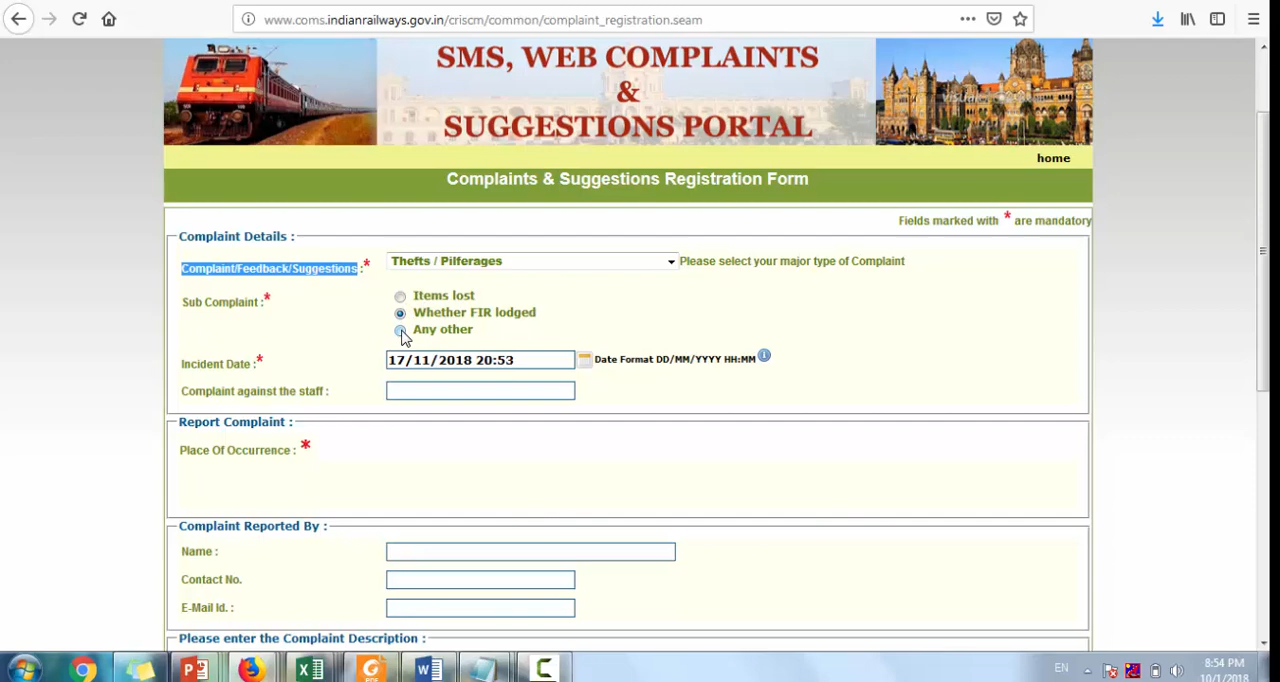 www.coms.indianrailways.gov.in/criscm/common/complaint_registration.seam
SMS, WEB COMPLAINTS
&
SUGGESTIONS PORTAL
home
Complaints & Suggestions Registration Form
Fields marked with * are mandatory
Complaint Details :
Complaint/Feedback/Suggestions :* Thefts / Pilferages Please select your major type of Complaint
Sub Complaint :* Items lost
Whether FIR lodged
Any other
Incident Date :* 17/11/2018 20:53 Date Format DD/MM/YYYY HH:MM
Complaint against the staff :
Report Complaint :
Place Of Occurrence : *
Complaint Reported By :
Name :
Contact No.
E-Mail Id. :
Please enter the Complaint Description :
EN 8:54 PM
10/1/2018